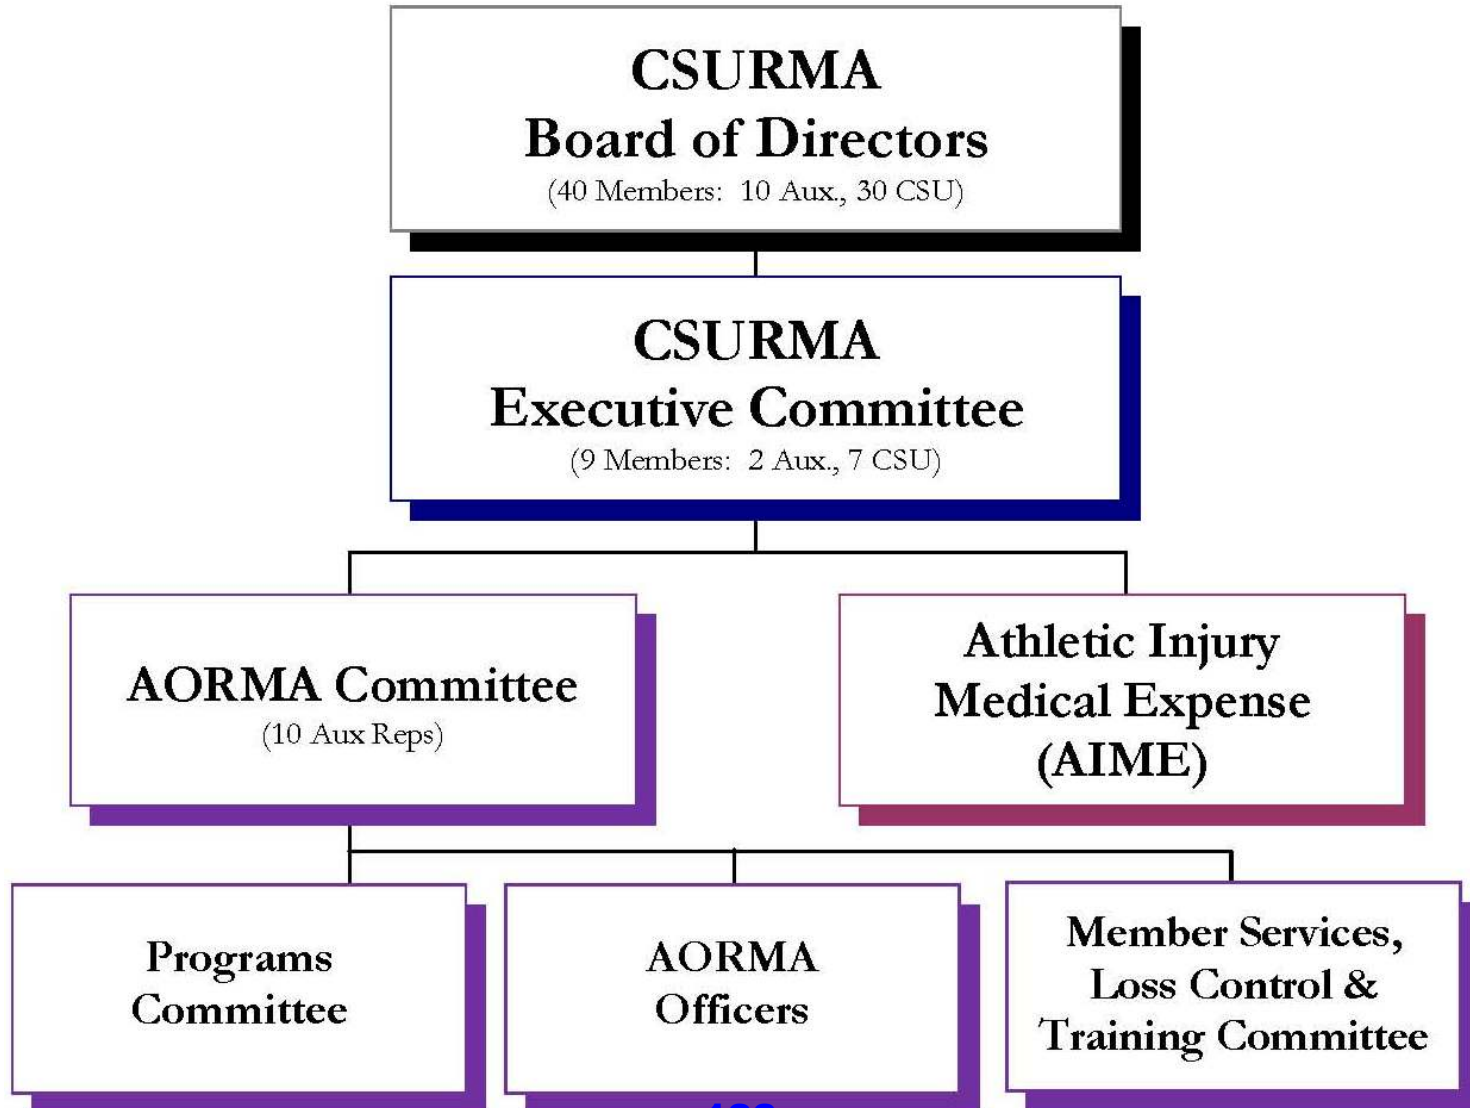 CSURMA
Board of Directors
(40 Members: 10 Aux., 30 CSU)
CSURMA
Executive Committee
(9 Members: 2 Aux., 7 CSU)
AORMA Committee
(10 Aux Reps)
Athletic Injury
Medical Expense
(AIME)
Programs
Committee
AORMA
Officers
Member Services,
Loss Control &
Training Committee